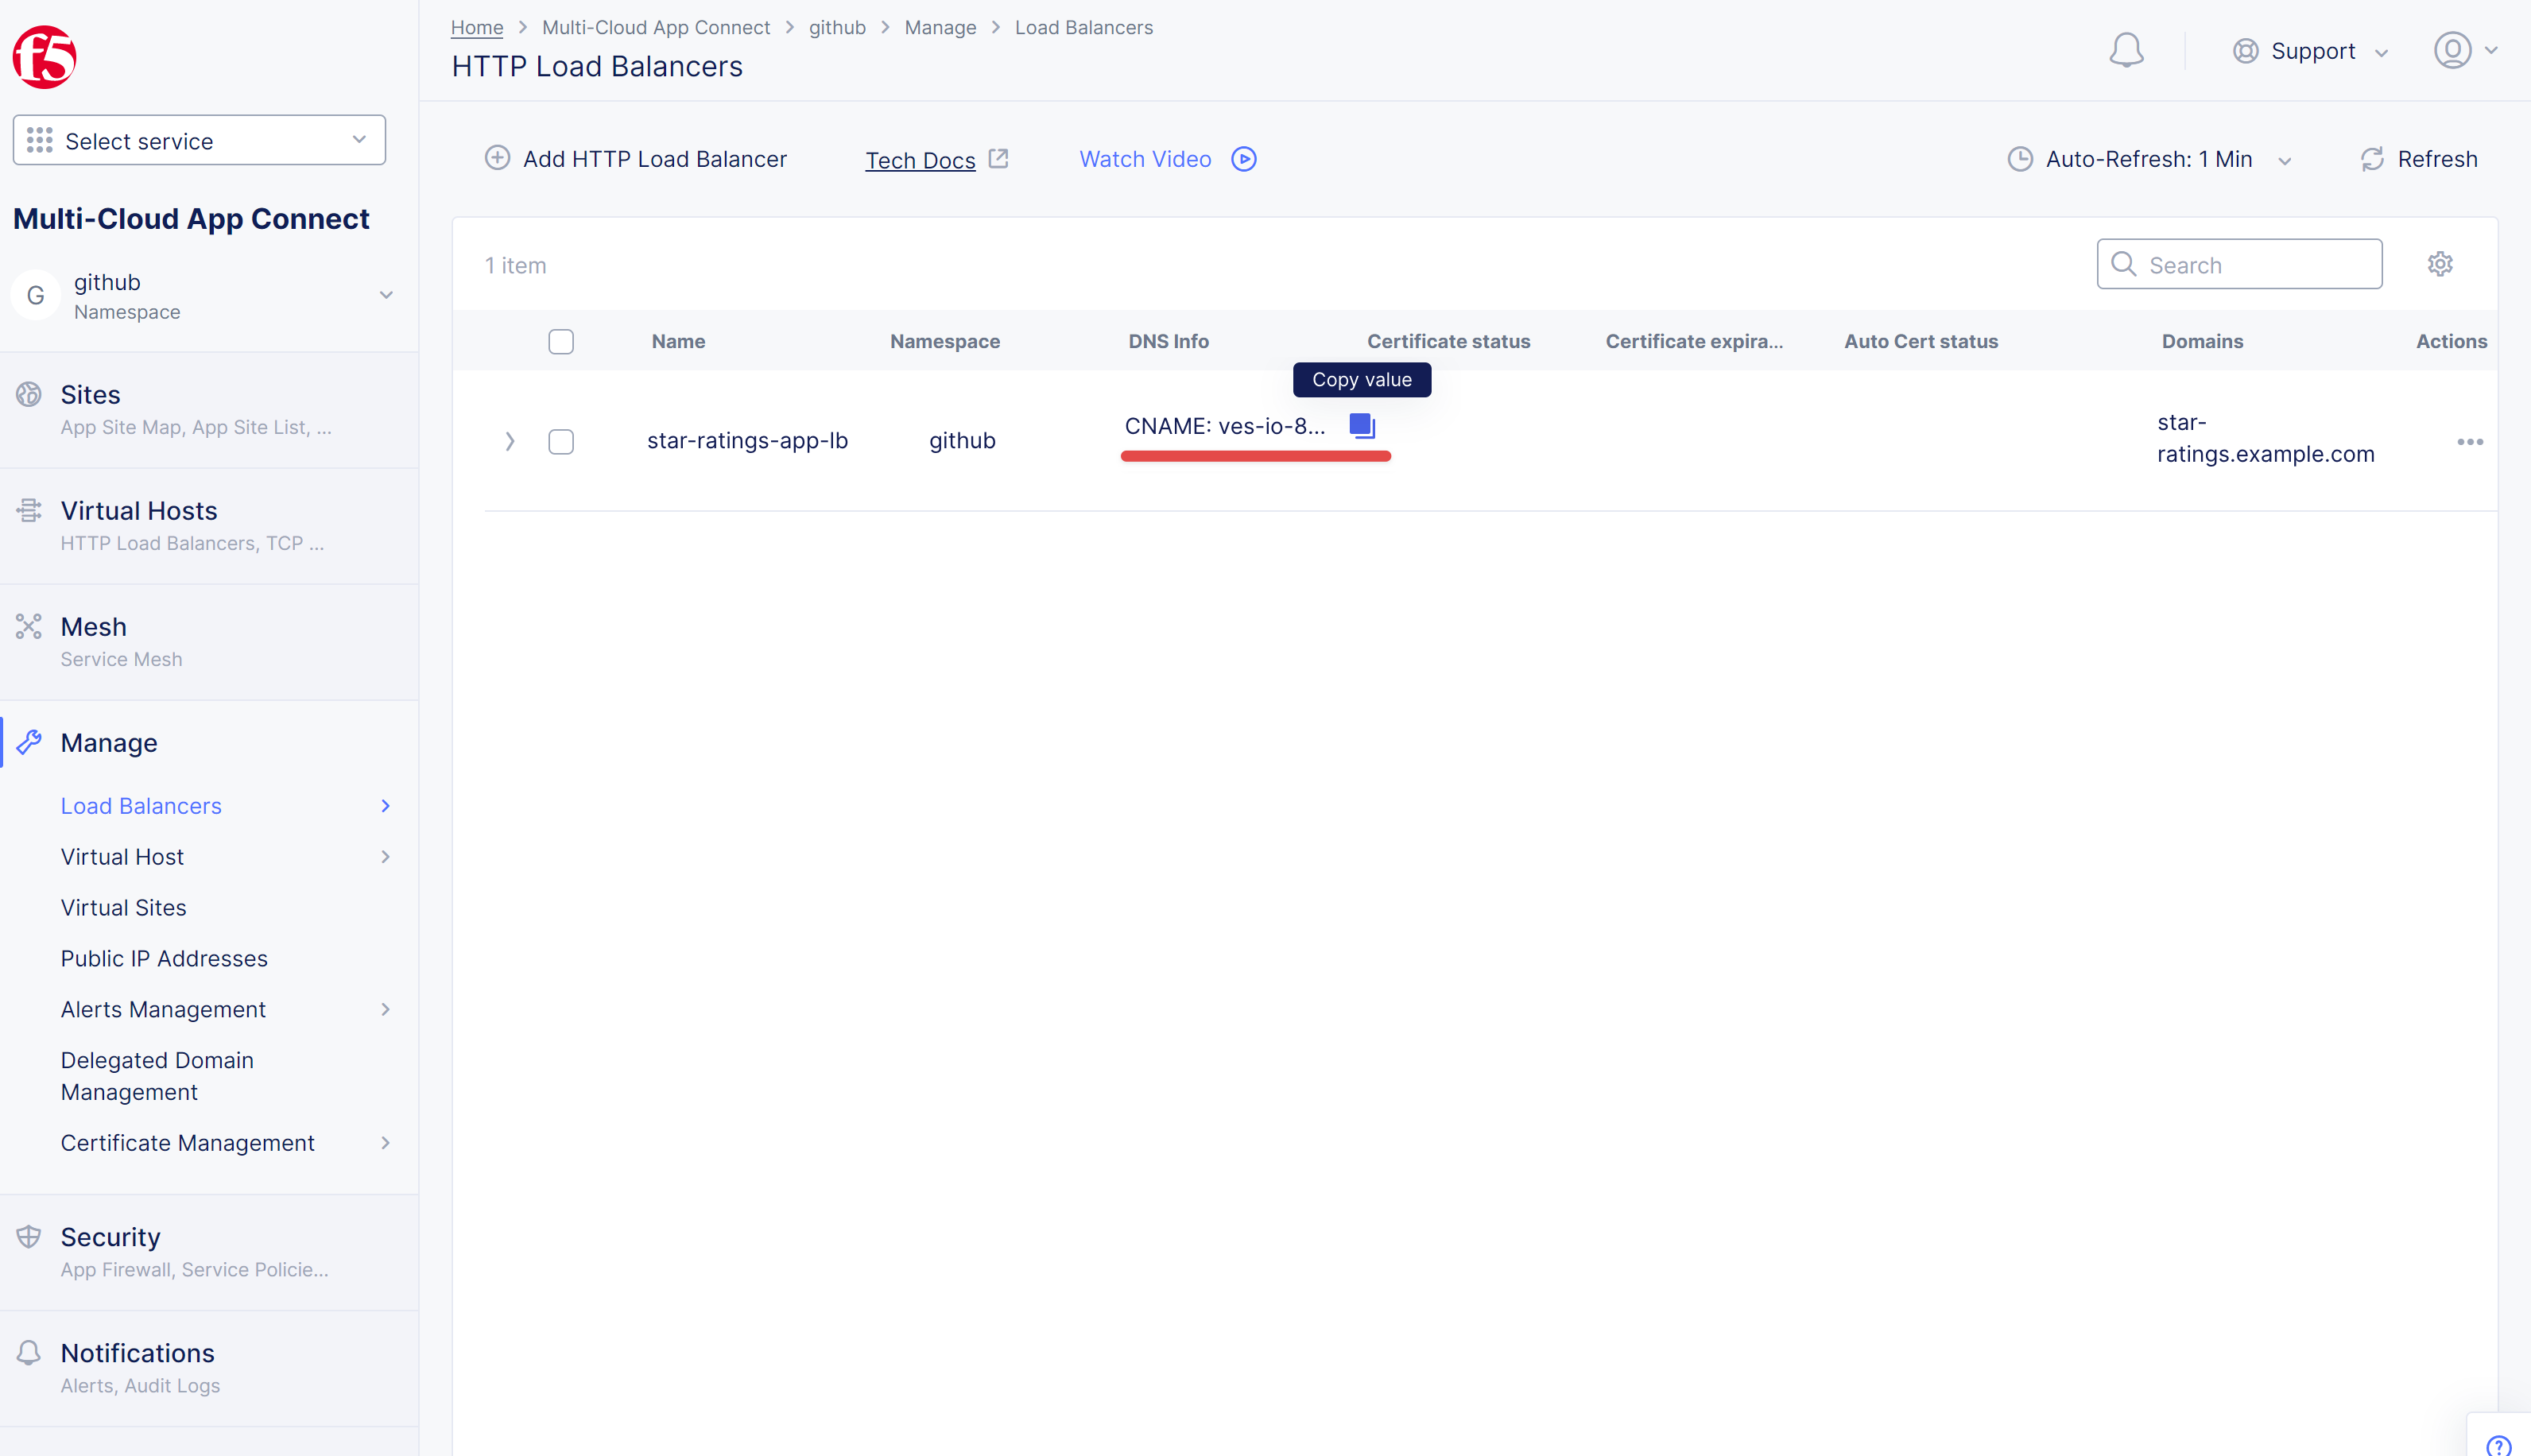 f5
Select service
Multi-Cloud App Connect
G
github
Namespace
Sites
App Site Map, App Site List, ...
Virtual Hosts
HTTP Load Balancers, TCP ...
Mesh
Service Mesh
Manage
Load Balancers
Virtual Host
Virtual Sites
Public IP Addresses
Alerts Management
Delegated Domain
Management
Certificate Management
Security
App Firewall, Service Policie...
Notifications
Alerts, Audit Logs
Home > Multi-Cloud App Connect > github > Manage > Load Balancers
HTTP Load Balancers
Support
Add HTTP Load Balancer Tech Docs Watch Video Auto-Refresh: 1 Min Refresh
1 item
Search
Name Namespace DNS Info Certificate status Certificate expira... Auto Cert status Domains Actions
Copy value
star-ratings-app-lb github CNAME: ves-io-8... star-
ratings.example.com
?